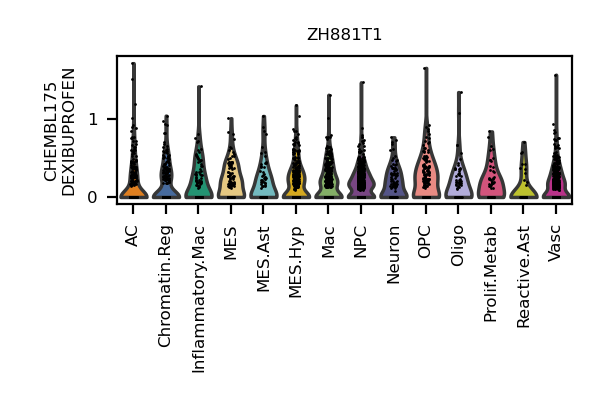 ZH881T1
CHEMBL175
DEXIBUPROFEN
1
0
AC
Chromatin.Reg
Inflammatory.Mac
MES
MES.Ast
MES.Hyp
Mac
NPC
Neuron
OPC
Oligo
Prolif.Metab
Reactive.Ast
Vasc